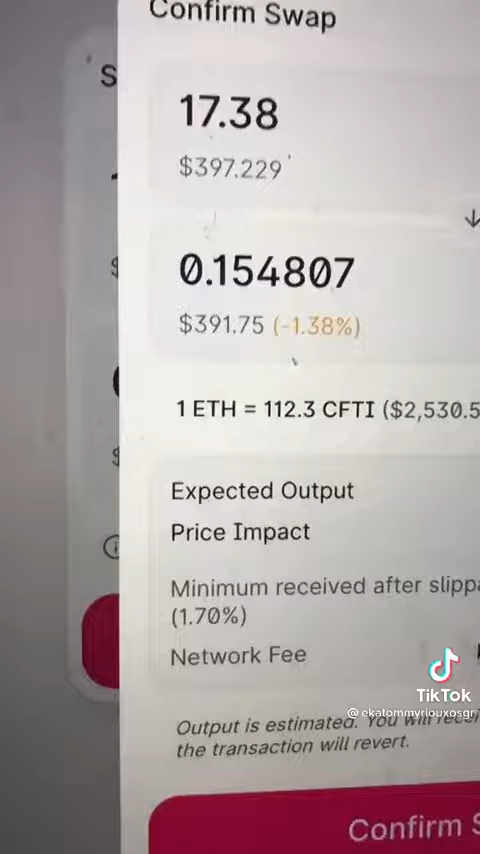 Confirm Swap
S
17.38
$397.229
$
0.154807
$391.75 (-1.38%)
1 ETH = 112.3 CFTI ($2,530.5
$
Expected Output
Price Impact
Minimum received after slippa
(1.70%)
Network Fee
TikTok
@ekatommyriouxosgr
Output is estimated. You will recei
the transaction will revert.
Confirm S